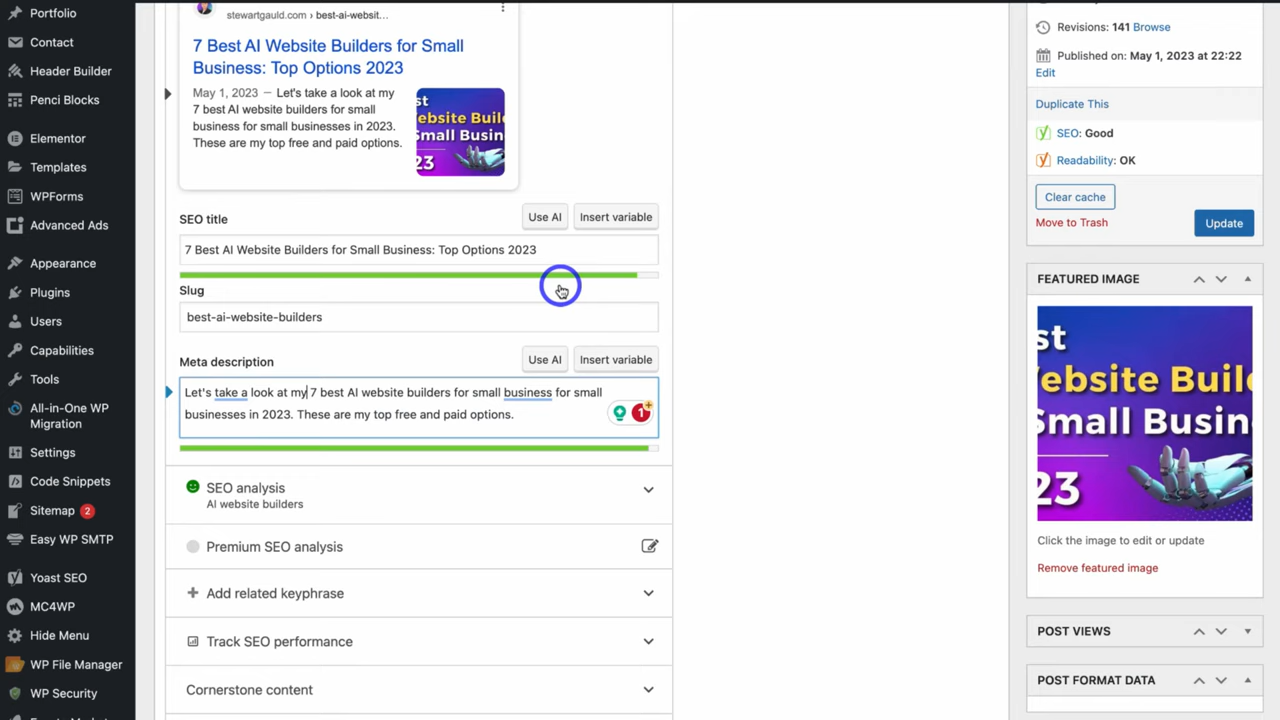 Portfolio
Contact
Header Builder
Penci Blocks
Elementor
Templates
WPForms
Advanced Ads
Appearance
Plugins
Users
Capabilities
Tools
All-in-One WP
Migration
Settings
Code Snippets
Sitemap 2
Easy WP SMTP
Yoast SEO
MC4WP
Hide Menu
WP File Manager
WP Security
stewartgauld.com › best-ai-websit...
7 Best AI Website Builders for Small
Business: Top Options 2023
May 1, 2023 — Let's take a look at my
7 best AI website builders for small
business for small businesses in 2023.
These are my top free and paid options.
st
ebsite Buil
Small Busin
23
SEO title
Use AI
Insert variable
7 Best AI Website Builders for Small Business: Top Options 2023
Slug
best-ai-website-builders
Meta description
Use AI
Insert variable
Let's take a look at my 7 best AI website builders for small business for small
businesses in 2023. These are my top free and paid options.
1
SEO analysis
AI website builders
Premium SEO analysis
Add related keyphrase
Track SEO performance
Cornerstone content
Revisions: 141 Browse
Published on: May 1, 2023 at 22:22
Edit
Duplicate This
SEO: Good
Readability: OK
Clear cache
Move to Trash
Update
FEATURED IMAGE
st
ebsite Buil
Small Busin
23
Click the image to edit or update
Remove featured image
POST VIEWS
POST FORMAT DATA